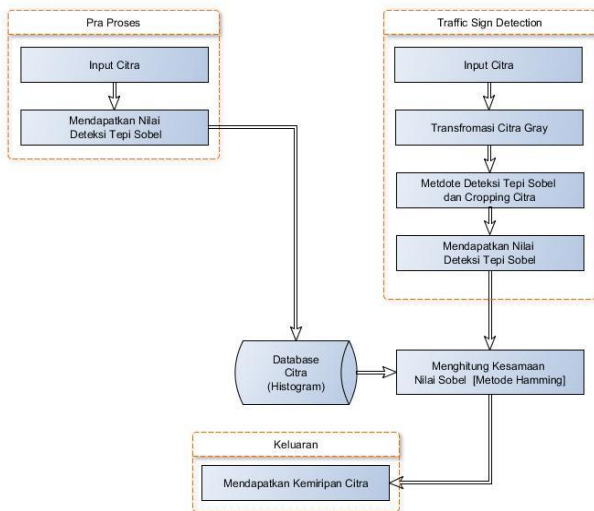 Pra Proses
Input Citra
Mendapatkan Nilai
Deteksi Tepi Sobel
Traffic Sign Detection
Input Citra
Transfromasi Citra Gray
Metdote Deteksi Tepi Sobel
dan Cropping Citra
Mendapatkan Nilai
Deteksi Tepi Sobel
Database
Citra
(Histogram)
Menghitung Kesamaan
Nilai Sobel [Metode Hamming]
Keluaran
Mendapatkan Kemiripan Citra